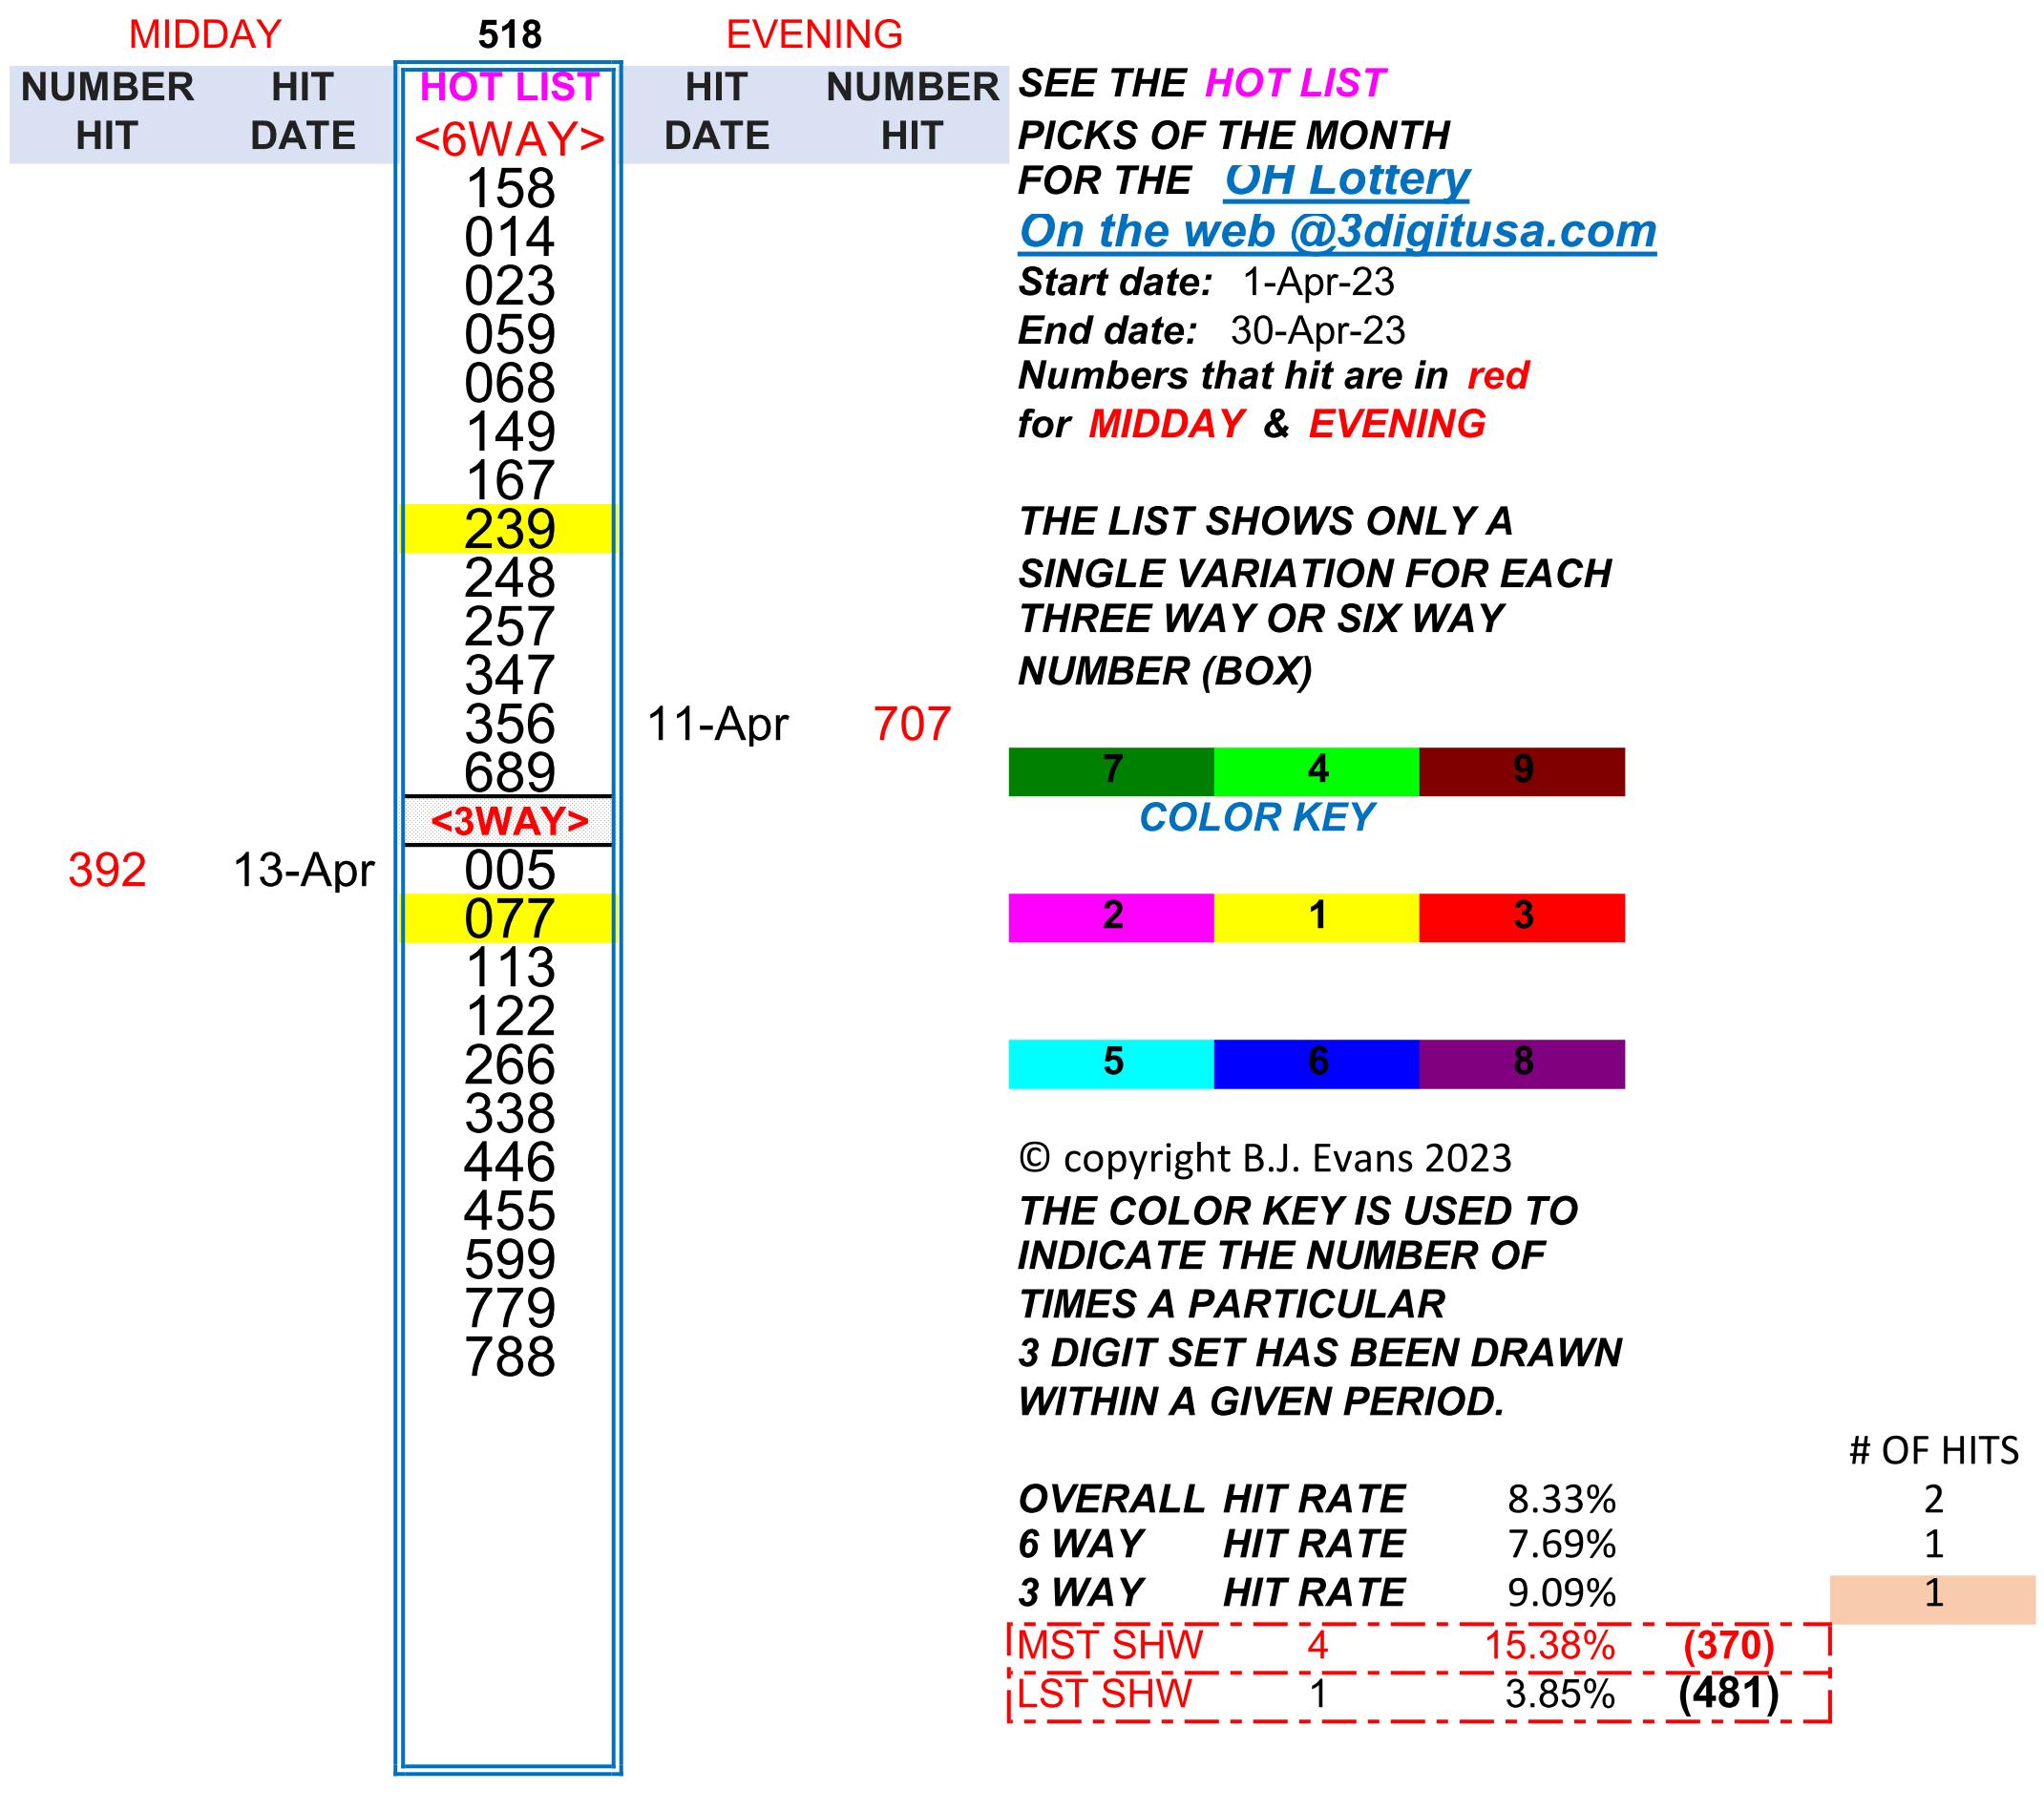 MIDDAY 518 EVENING
NUMBER HIT HOT LIST HIT NUMBER SEE THE HOT LIST
HIT DATE <6WAY> DATE HIT PICKS OF THE MONTH
158 FOR THE OH Lottery
014 On the web @3digitusa.com
023 Start date: 1-Apr-23
059 End date: 30-Apr-23
068 Numbers that hit are in red
149 for MIDDAY & EVENING
167
239 THE LIST SHOWS ONLY A
248 SINGLE VARIATION FOR EACH
257 THREE WAY OR SIX WAY
347 NUMBER (BOX)
356 11-Apr 707
689 7 4 9
<3WAY> COLOR KEY
392 13-Apr 005
077 2 1 3
113
122
266 5 6 8
338
446 © copyright B.J. Evans 2023
455 THE COLOR KEY IS USED TO
599 INDICATE THE NUMBER OF
779 TIMES A PARTICULAR
788 3 DIGIT SET HAS BEEN DRAWN
WITHIN A GIVEN PERIOD.
# OF HITS
OVERALL HIT RATE 8.33% 2
6 WAY HIT RATE 7.69% 1
3 WAY HIT RATE 9.09% 1
MST SHW 4 15.38% (370)
LST SHW 1 3.85% (481)